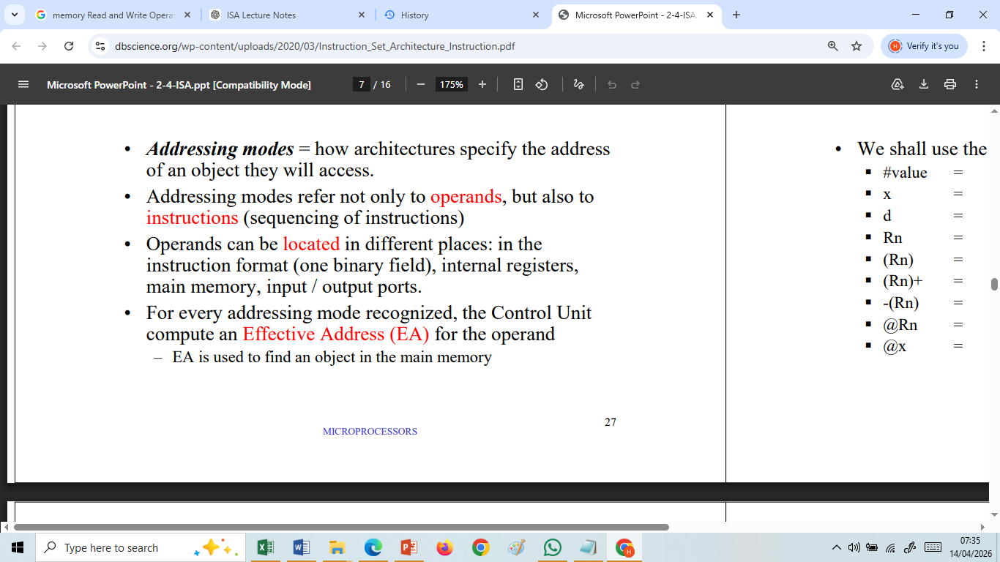 memory Read and Write Opera
ISA Lecture Notes
History
Microsoft PowerPoint - 2-4-ISA.
dbscience.org/wp-content/uploads/2020/03/Instruction_Set_Architecture_Instruction.pdf
H
Verify it's you
Microsoft PowerPoint - 2-4-ISA.ppt [Compatibility Mode]
7 / 16
175%
• Addressing modes = how architectures specify the address
of an object they will access.
• Addressing modes refer not only to operands, but also to
instructions (sequencing of instructions)
• Operands can be located in different places: in the
instruction format (one binary field), internal registers,
main memory, input / output ports.
• For every addressing mode recognized, the Control Unit
compute an Effective Address (EA) for the operand
– EA is used to find an object in the main memory
MICROPROCESSORS
27
• We shall use the
▪ #value =
▪ x =
▪ d =
▪ Rn =
▪ (Rn) =
▪ (Rn)+ =
▪ -(Rn) =
▪ @Rn =
▪ @x =
Type here to search
07:35
14/04/2026